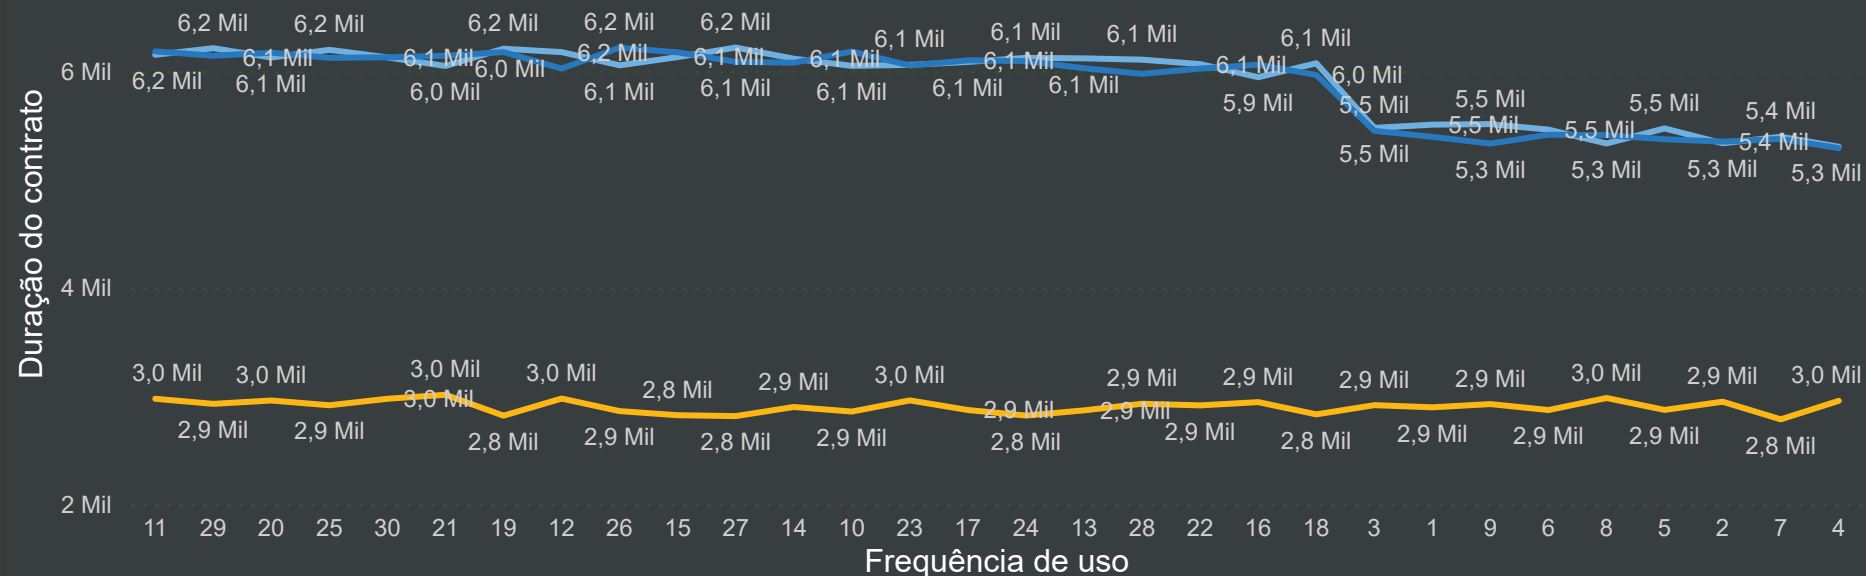 6,2 Mil 6,2 Mil 6,2 Mil 6,2 Mil 6,2 Mil
6,1 Mil 6,1 Mil 6,1 Mil 6,1 Mil
6,1 Mil 6,1 Mil 6,2 Mil 6,1 Mil 6,1 Mil 6,1 Mil 6,1 Mil
6 Mil 6,0 Mil 6,0 Mil
6,2 Mil 6,1 Mil 6,0 Mil 6,1 Mil 6,1 Mil 6,1 Mil 6,1 Mil 6,1 Mil
5,9 Mil 5,5 Mil 5,5 Mil 5,5 Mil 5,4 Mil
5,5 Mil 5,5 Mil 5,4 Mil
5,5 Mil 5,3 Mil 5,3 Mil 5,3 Mil 5,3 Mil
Duração do contrato
4 Mil
3,0 Mil 3,0 Mil 3,0 Mil 3,0 Mil 2,8 Mil 2,9 Mil 3,0 Mil 2,9 Mil 2,9 Mil 2,9 Mil 2,9 Mil 3,0 Mil 2,9 Mil 3,0 Mil
3,0 Mil 2,9 Mil 2,9 Mil
2,9 Mil 2,9 Mil 2,8 Mil 2,9 Mil 2,8 Mil 2,9 Mil 2,8 Mil 2,9 Mil 2,8 Mil 2,9 Mil 2,9 Mil 2,9 Mil 2,8 Mil
2 Mil
11 29 20 25 30 21 19 12 26 15 27 14 10 23 17 24 13 28 22 16 18 3 1 9 6 8 5 2 7 4
Frequência de uso